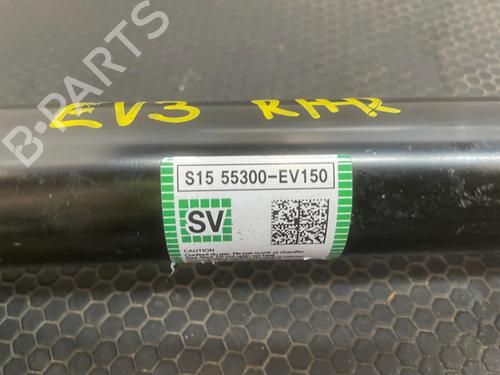 B-PARTS
EV3 RHR
S15 55300-EV150
SV
CAUTION